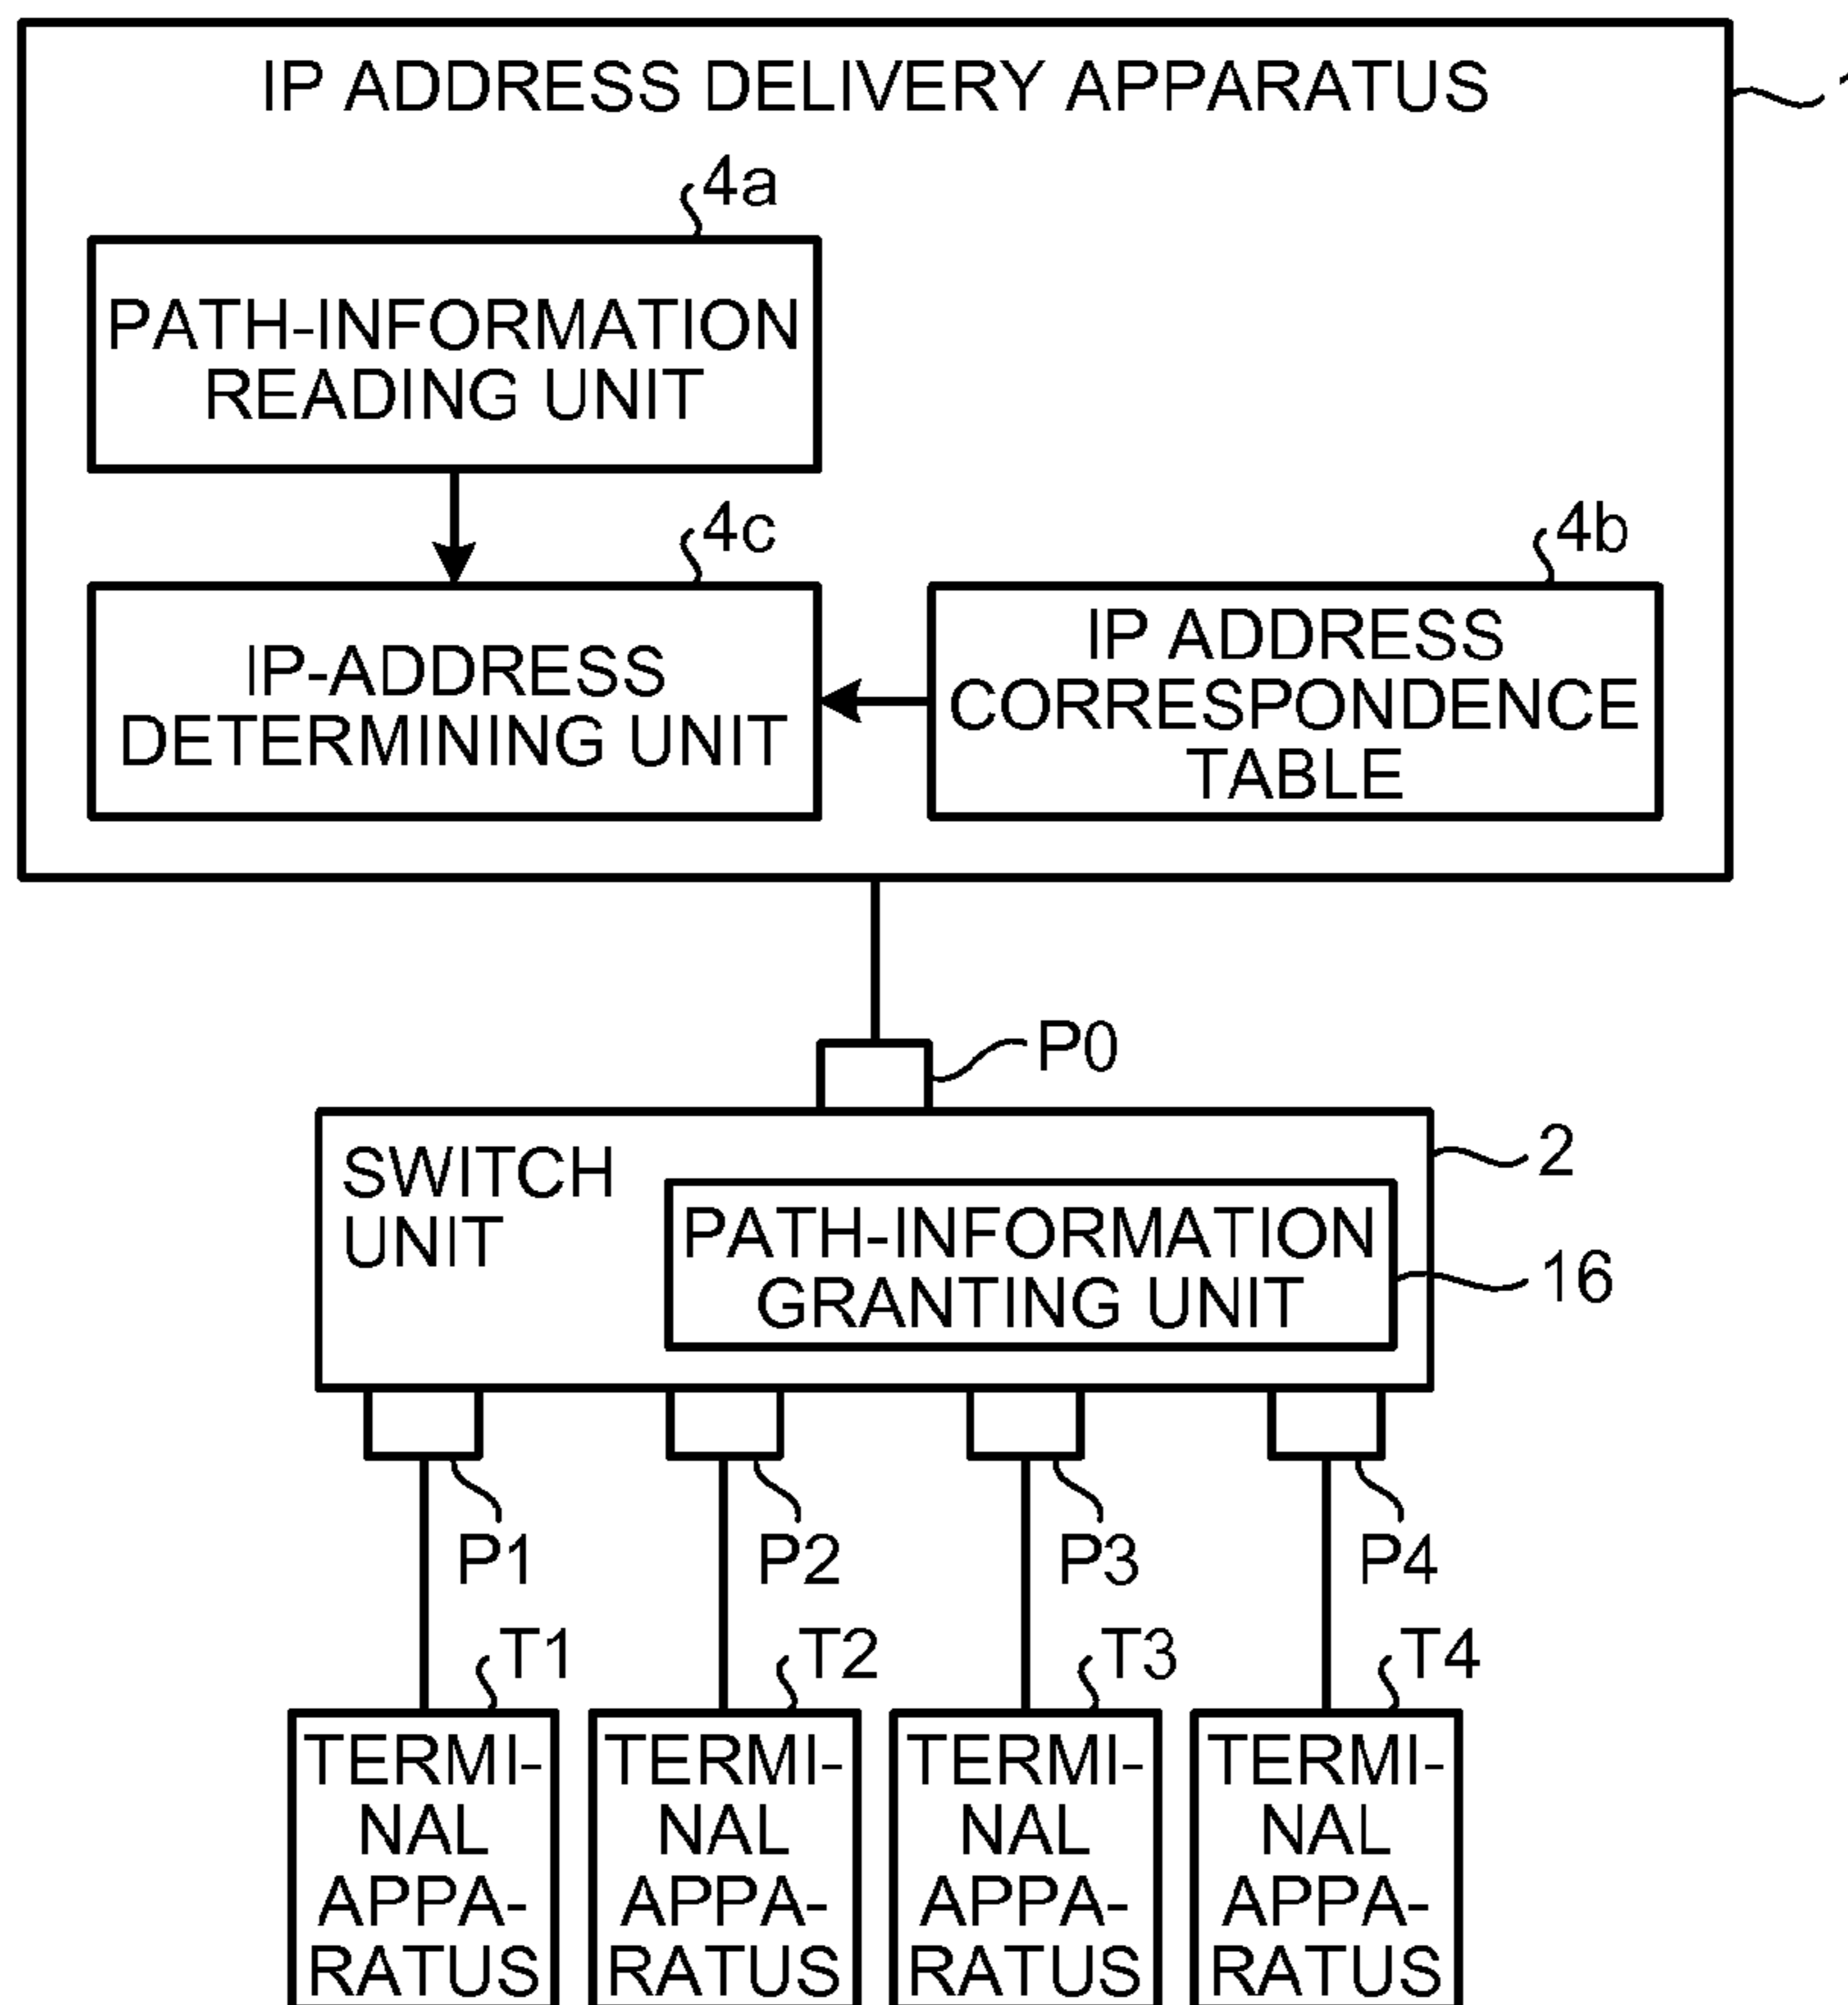 IP ADDRESS DELIVERY APPARATUS
4a
PATH-INFORMATION
READING UNIT
4c
4b
IP-ADDRESS
DETERMINING UNIT
IP ADDRESS
CORRESPONDENCE
TABLE
P0
SWITCH
UNIT
2
PATH-INFORMATION
GRANTING UNIT
16
P1
P2
P3
P4
T1
T2
T3
T4
TERMI-
NAL
APPA-
RATUS
TERMI-
NAL
APPA-
RATUS
TERMI-
NAL
APPA-
RATUS
TERMI-
NAL
APPA-
RATUS